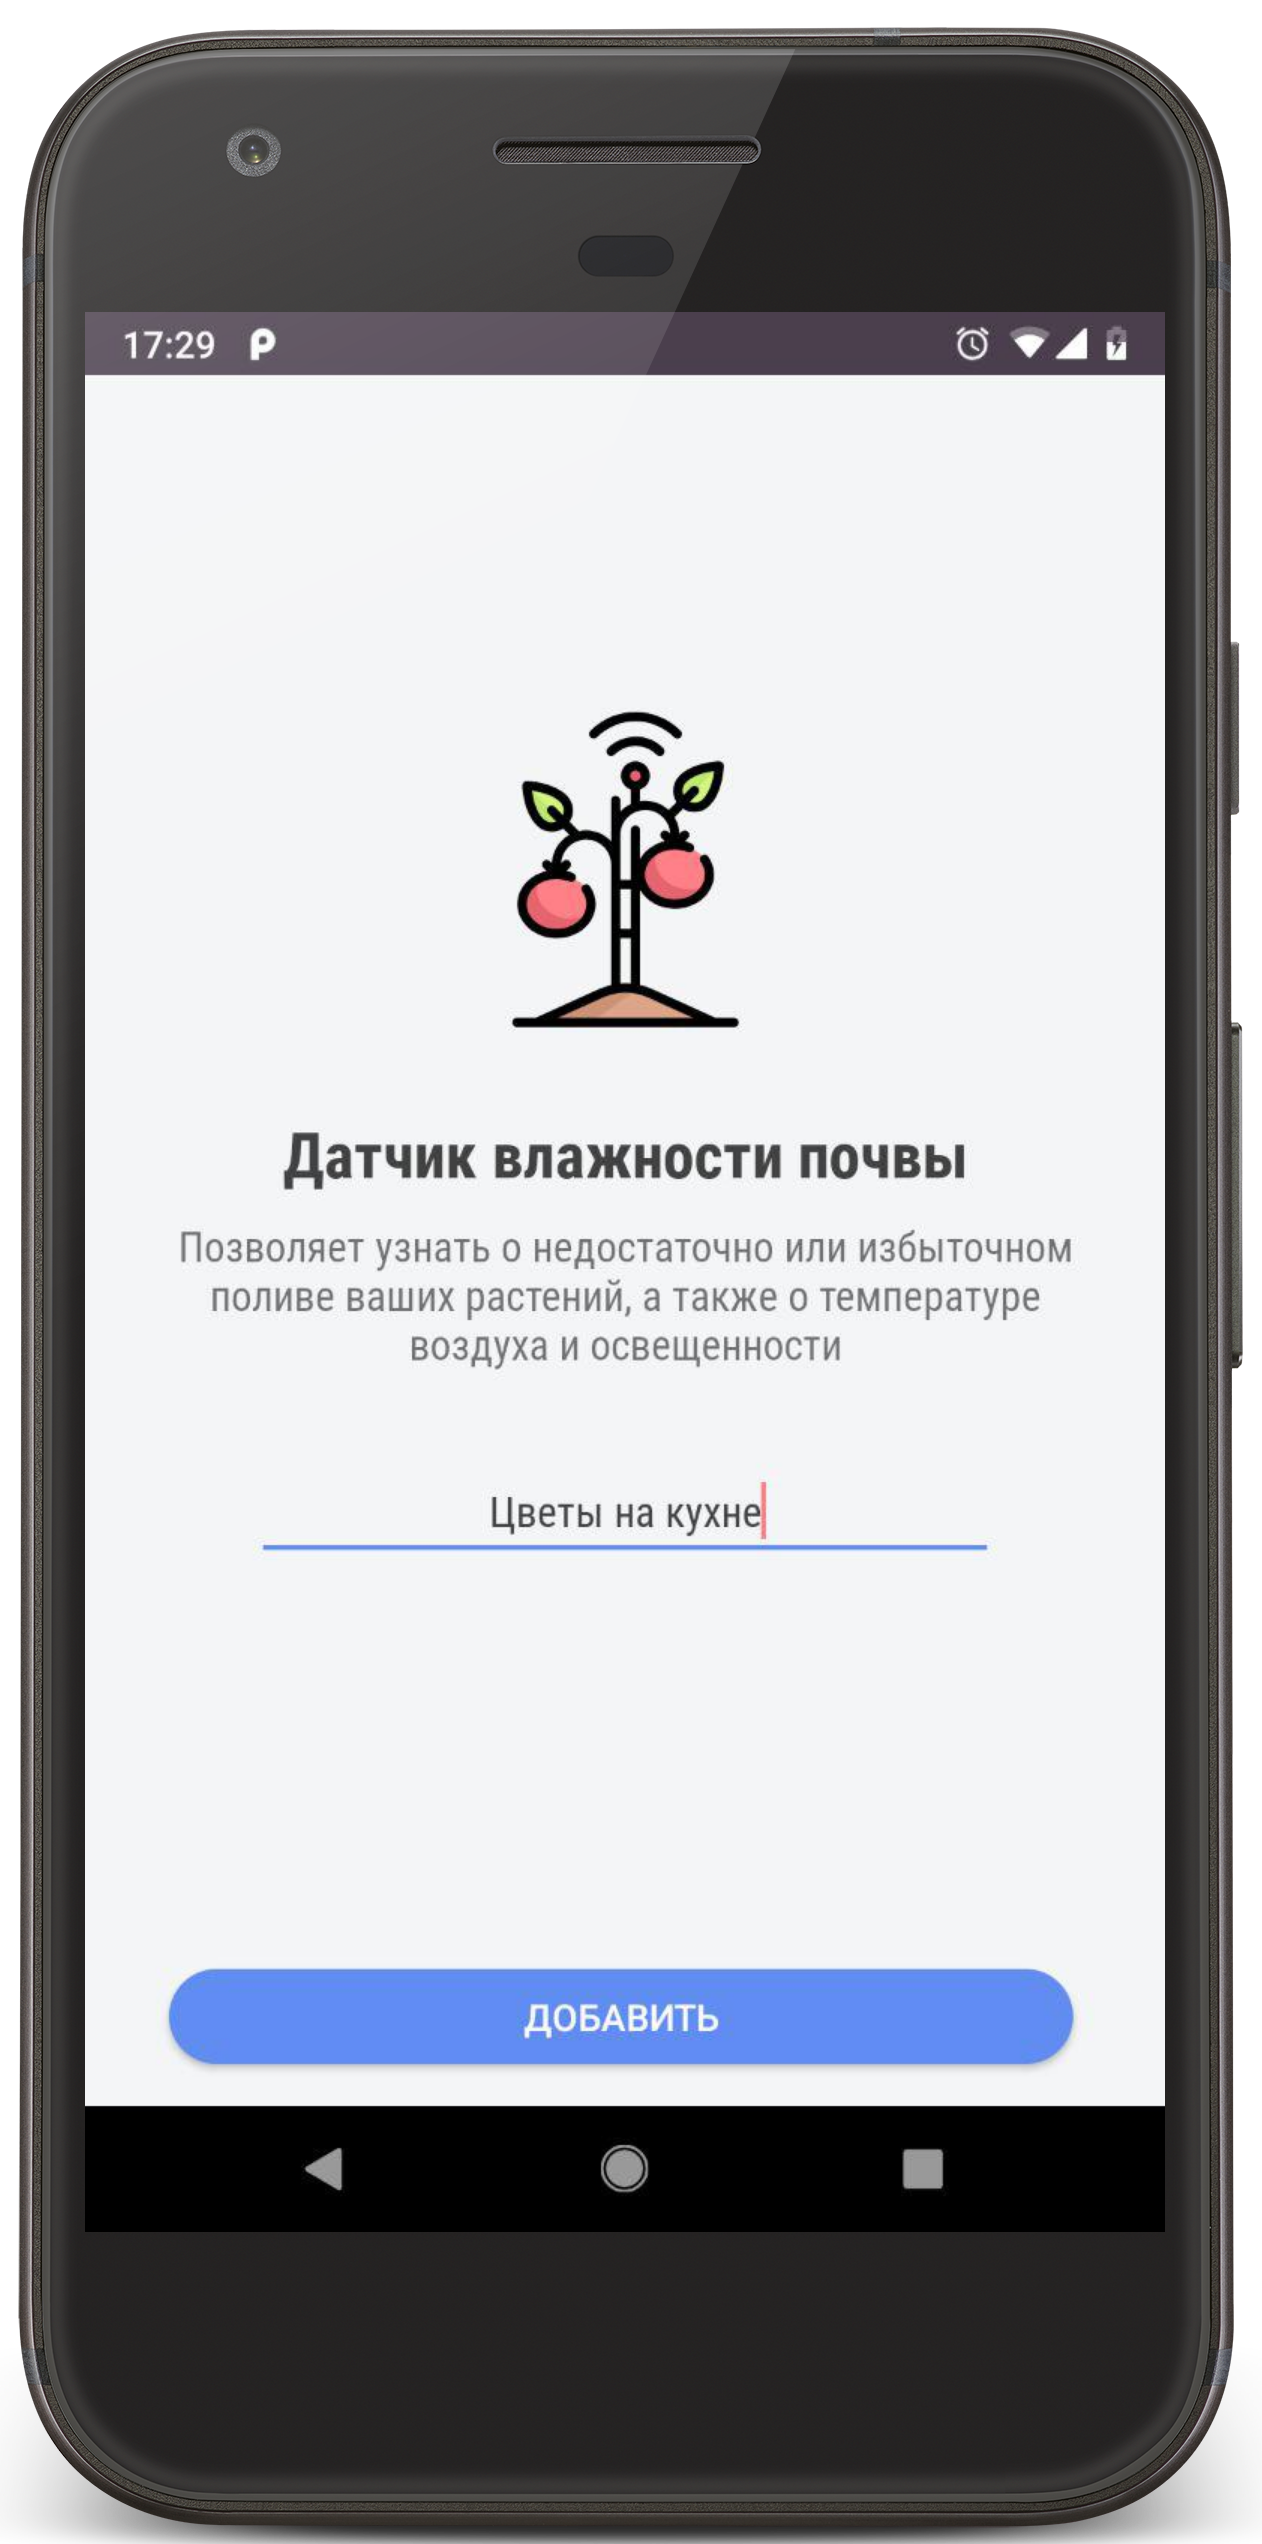 17:29
Датчик влажности почвы
Позволяет узнать о недостаточно или избыточном
поливе ваших растений, а также о температуре
воздуха и освещенности
Цветы на кухне
ДОБАВИТЬ